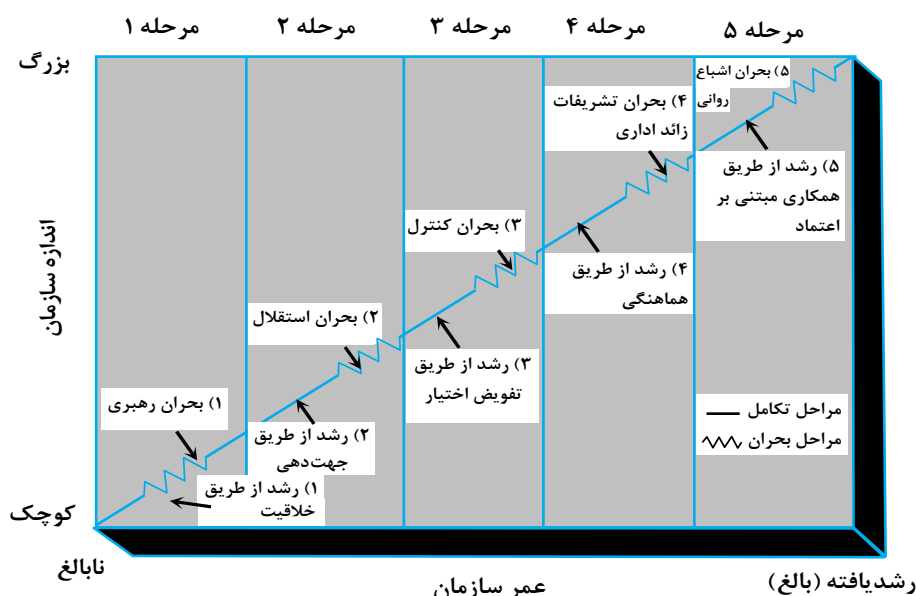 مرحله ۱
مرحله ۲
مرحله ۳
مرحله ۴
مرحله ۵
بزرگ
اندازه سازمان
کوچک
۵) بحران اشباع
روانی
۴) بحران تشریفات
زائد اداری
۵) رشد از طریق
همکاری مبتنی بر
اعتماد
۳) بحران کنترل
۴) رشد از طریق
هماهنگی
۲) بحران استقلال
۳) رشد از طریق
تفویض اختیار
۱) بحران رهبری
۲) رشد از طریق
جهت‌دهی
۱) رشد از طریق
خلاقیت
مراحل تکامل
مراحل بحران
نابالغ
عمر سازمان
رشدیافته (بالغ)